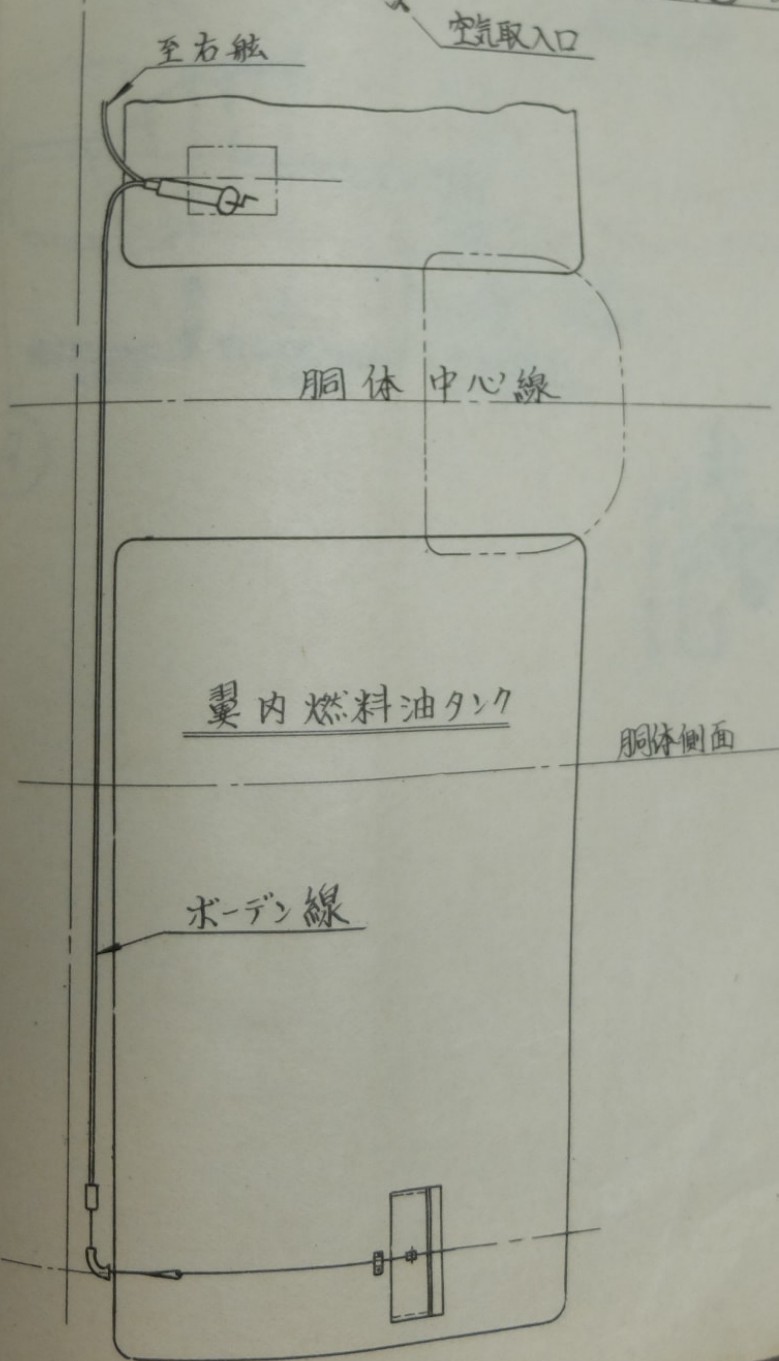 空気取入口
至右舷
胴体中心線
翼内燃料油タンク
胴体側面
ボーデン線